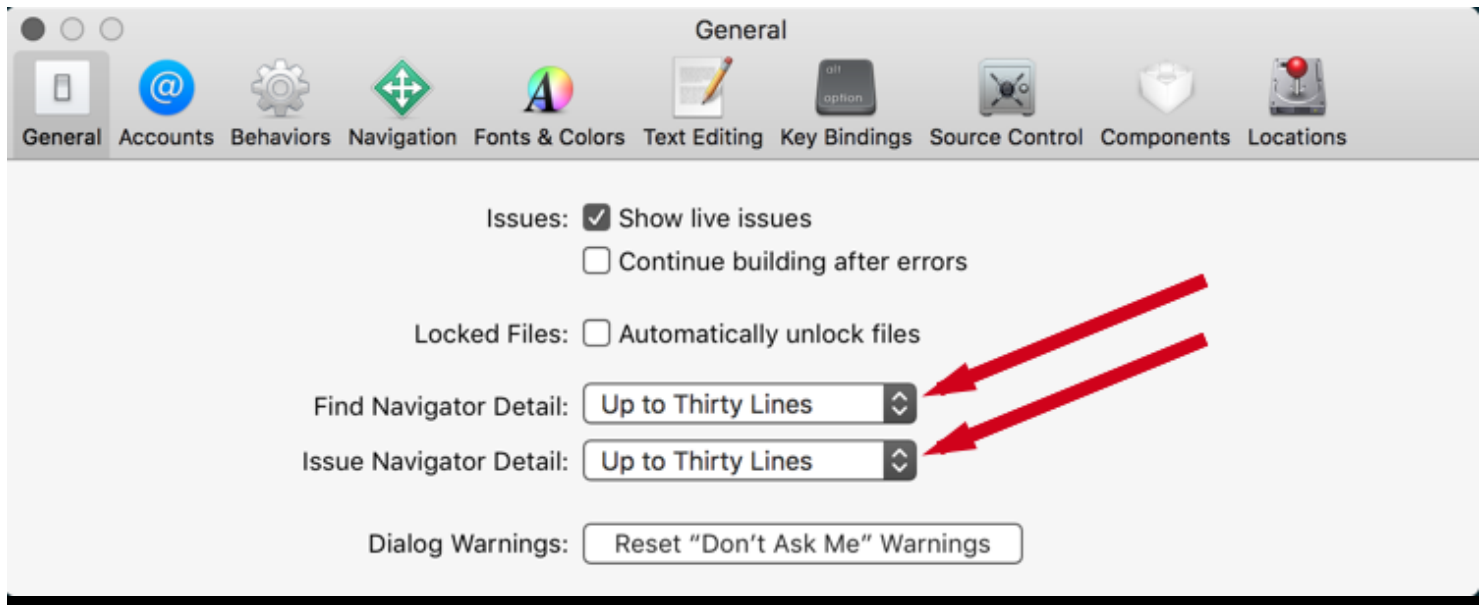 General
alt
option
General Accounts Behaviors Navigation Fonts & Colors Text Editing Key Bindings Source Control Components Locations
Issues: Show live issues
Continue building after errors
Locked Files: Automatically unlock files
Find Navigator Detail: Up to Thirty Lines
Issue Navigator Detail: Up to Thirty Lines
Dialog Warnings: Reset “Don’t Ask Me” Warnings